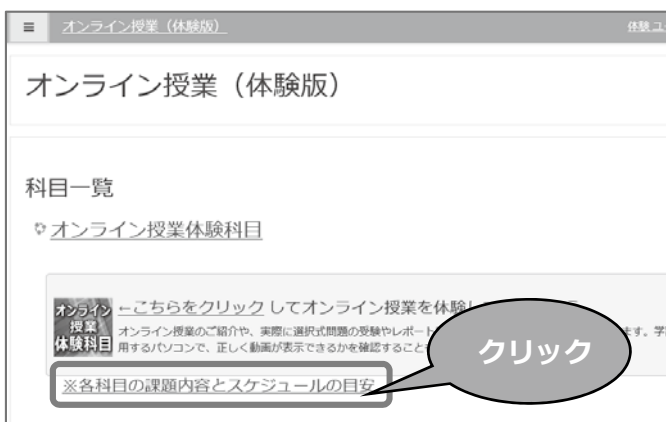 ≡ オンライン授業（体験版） 体験ユ
オンライン授業（体験版）
科目一覧
オンライン授業体験科目
オンライン
授業
体験科目
←こちらをクリック してオンライン授業を体験し
オンライン授業のご紹介や、実際に選択式問題の受験やレポート ます。学
用するパソコンで、正しく動画が表示できるかを確認すること
クリック
※各科目の課題内容とスケジュールの目安